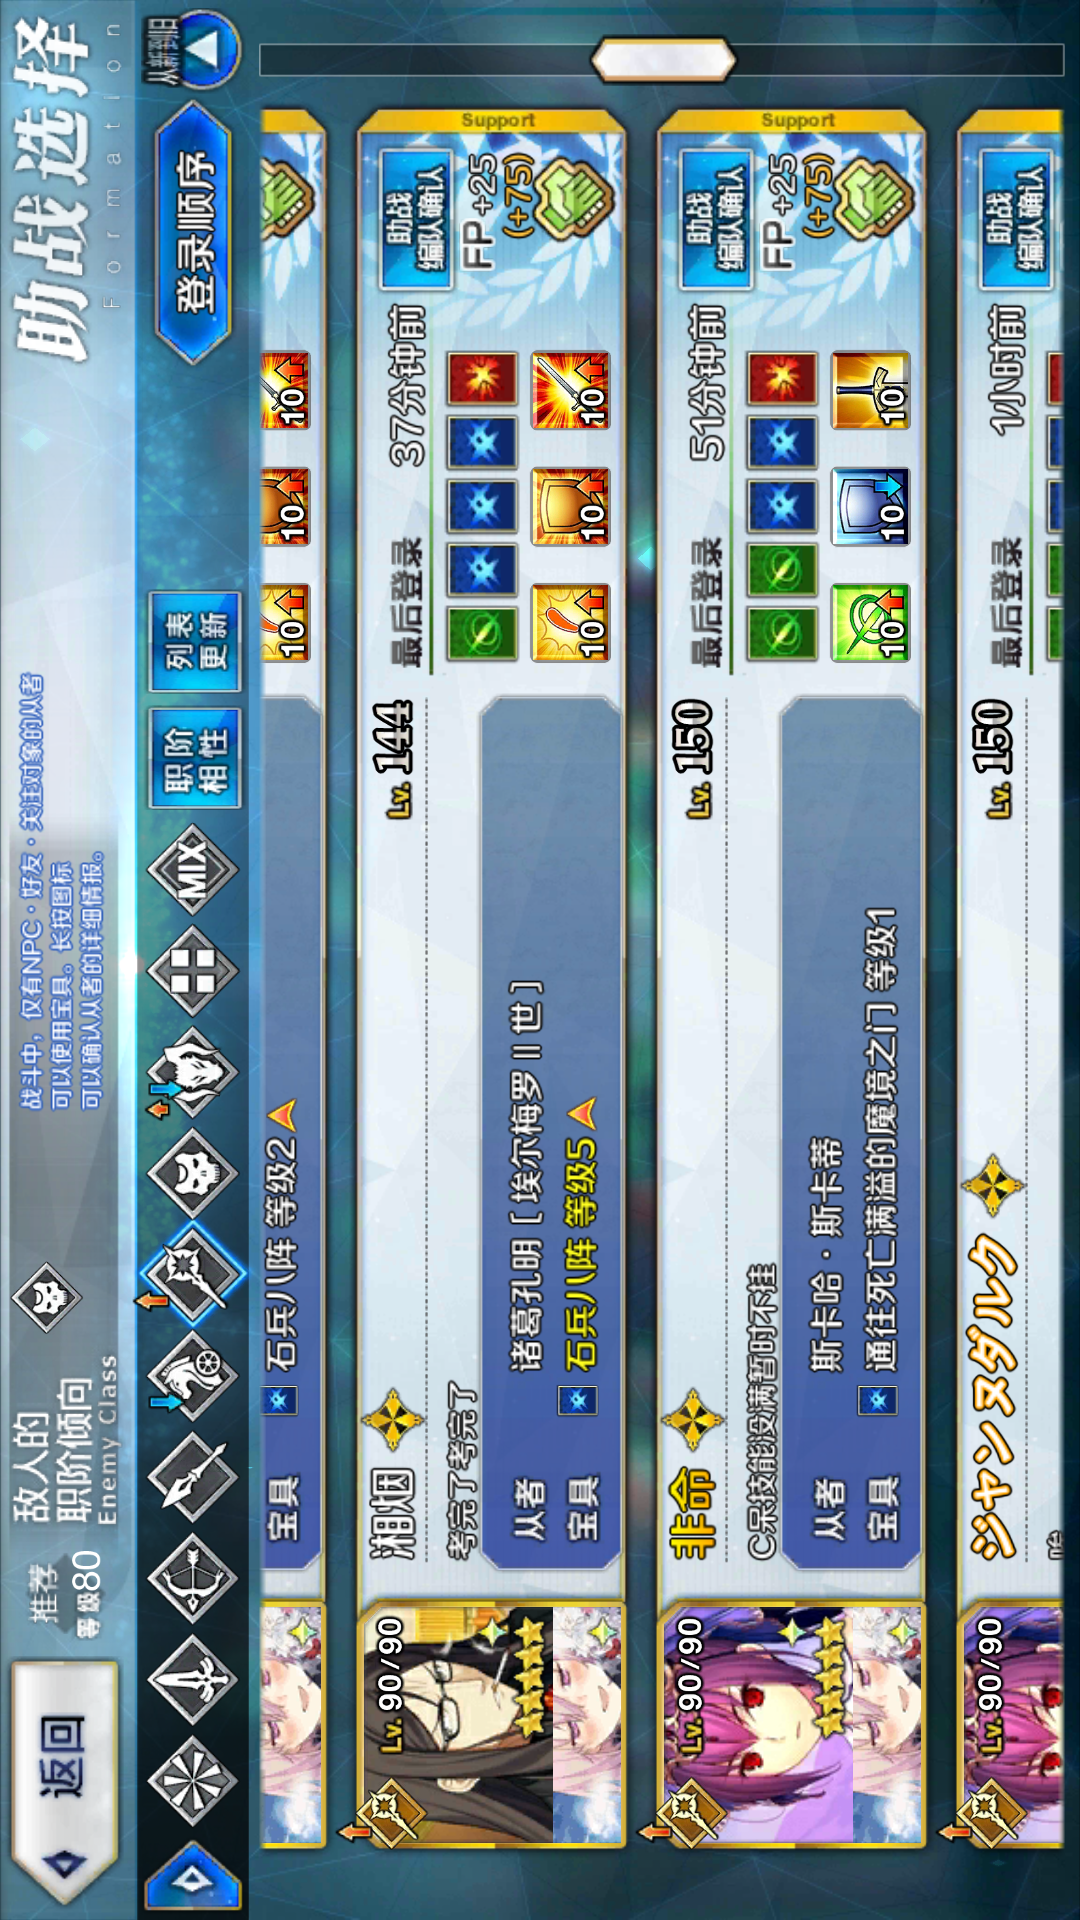 返回
推荐
等级80
敌人的
职阶倾向
Enemy Class
战斗中，仅有NPC・好友・关注对象的从者
可以使用宝具。长按图标
可以确认从者的详细情报。
助战选择
Formation
MIX
职阶
相性
列表
更新
登录顺序
从新到旧
宝具
石兵八阵 等级2
10
10
10
Support
Lv. 90/90
湘烟
Lv. 144
考完了考完了
从者
诸葛孔明［埃尔梅罗Ⅱ世］
宝具
石兵八阵 等级5
最后登录
37分钟前
10
10
10
助战
编队确认
FP+25
(+75)
Support
Lv. 90/90
非命
Lv. 150
C呆技能没满暂时不挂
从者
斯卡哈・斯卡蒂
宝具
通往死亡满溢的魔境之门 等级1
最后登录
51分钟前
10
10
10
助战
编队确认
FP+25
(+75)
Lv. 90/90
ジャンヌダルク
Lv. 150
最后登录
1小时前
助战
编队确认